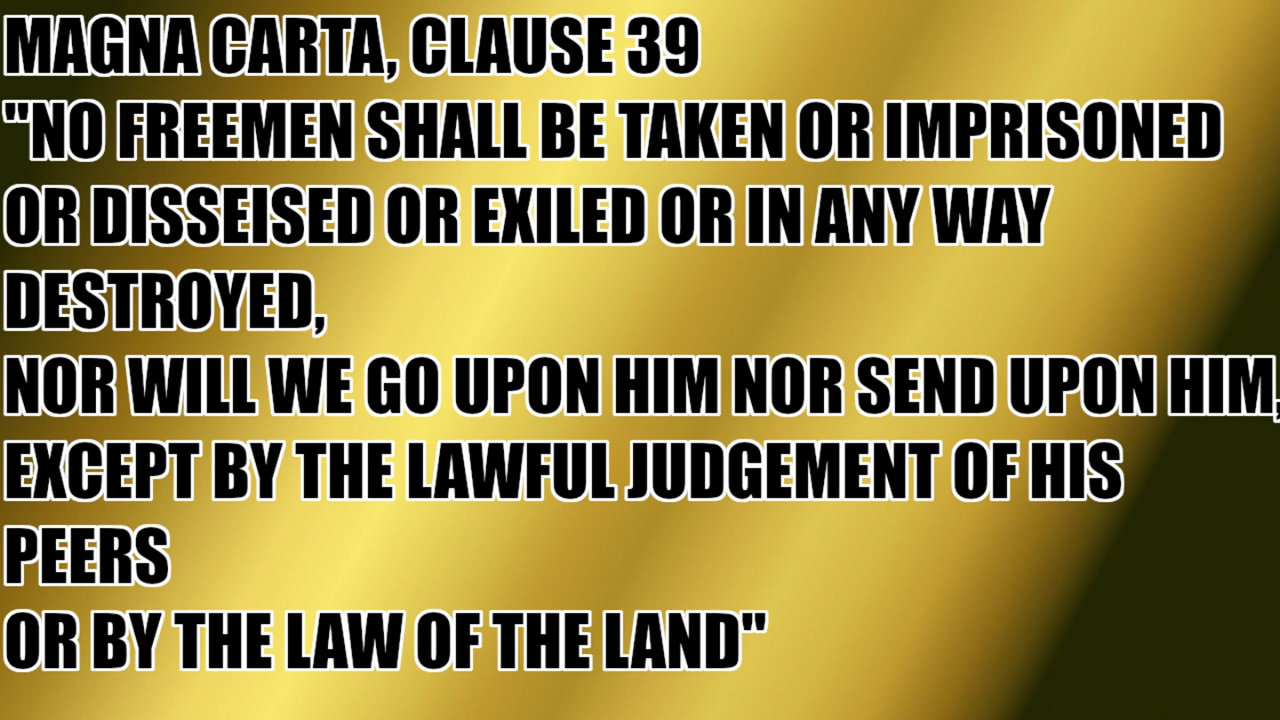 MAGNA CARTA, CLAUSE 39
"NO FREEMEN SHALL BE TAKEN OR IMPRISONED
OR DISSEISED OR EXILED OR IN ANY WAY
DESTROYED,
NOR WILL WE GO UPON HIM NOR SEND UPON HIM,
EXCEPT BY THE LAWFUL JUDGEMENT OF HIS
PEERS
OR BY THE LAW OF THE LAND"